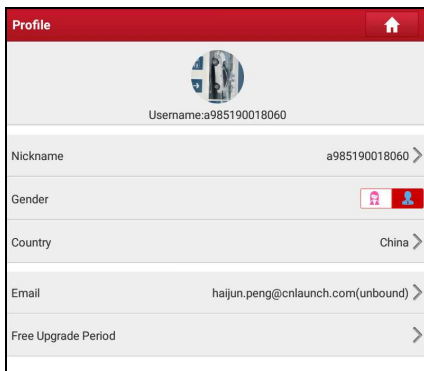 Profile
Username:a985190018060
Nickname a985190018060
Gender
Country China
Email haijun.peng@cnlaunch.com(unbound)
Free Upgrade Period